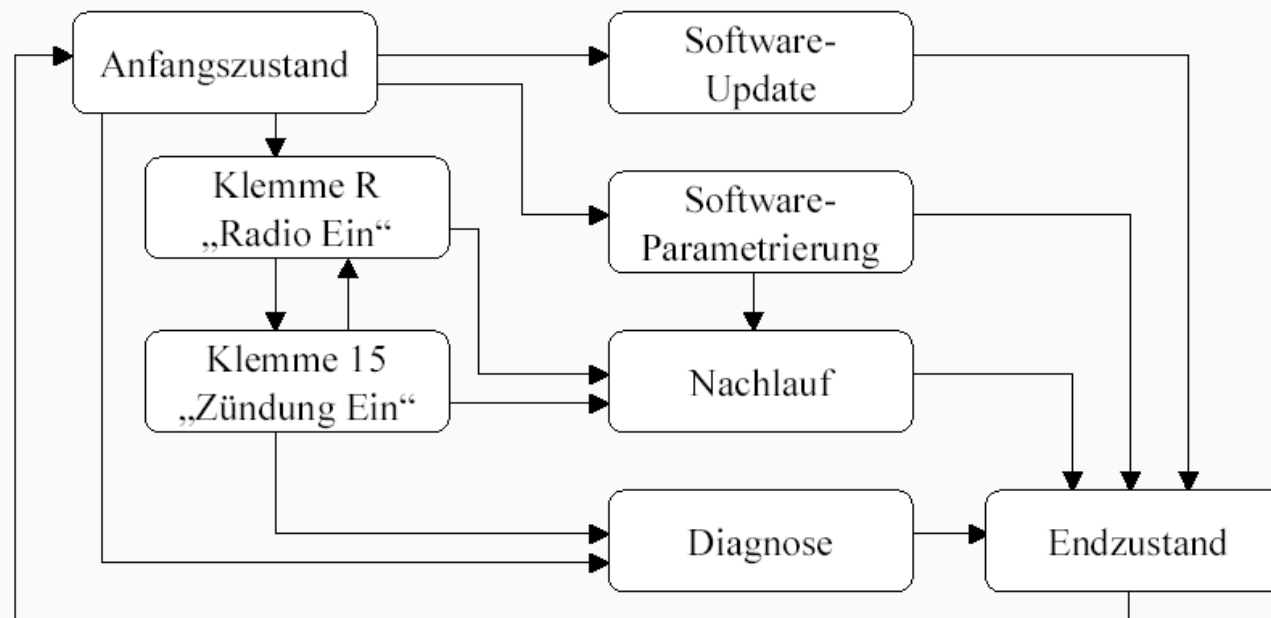 Anfangszustand
Software-
Update
Klemme R
„Radio Ein“
Software-
Parametrierung
Klemme 15
„Zündung Ein“
Nachlauf
Diagnose
Endzustand